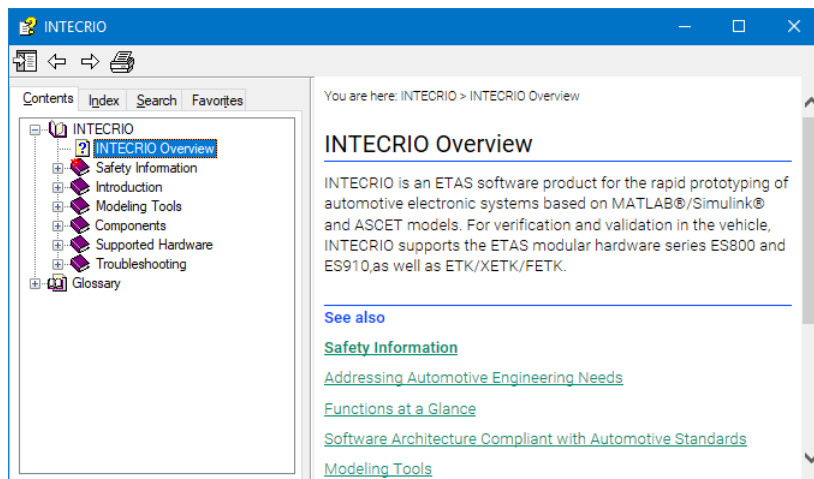 INTECRIO
Contents Index Search Favorites
INTECRIO
INTECRIO Overview
Safety Information
Introduction
Modeling Tools
Components
Supported Hardware
Troubleshooting
Glossary
You are here: INTECRIO > INTECRIO Overview
INTECRIO Overview
INTECRIO is an ETAS software product for the rapid prototyping of
automotive electronic systems based on MATLAB®/Simulink®
and ASCET models. For verification and validation in the vehicle,
INTECRIO supports the ETAS modular hardware series ES800 and
ES910,as well as ETK/XETK/FETK.
See also
Safety Information
Addressing Automotive Engineering Needs
Functions at a Glance
Software Architecture Compliant with Automotive Standards
Modeling Tools